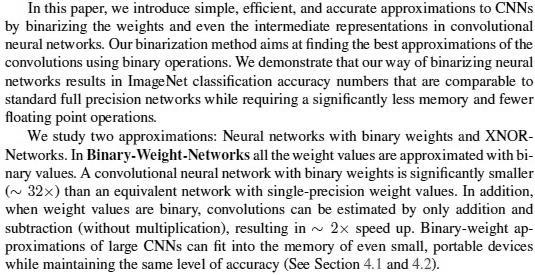 In this paper, we introduce simple, efficient, and accurate approximations to CNNs
by binarizing the weights and even the intermediate representations in convolutional
neural networks. Our binarization method aims at finding the best approximations of the
convolutions using binary operations. We demonstrate that our way of binarizing neural
networks results in ImageNet classification accuracy numbers that are comparable to
standard full precision networks while requiring a significantly less memory and fewer
floating point operations.
We study two approximations: Neural networks with binary weights and XNOR-
Networks. In Binary-Weight-Networks all the weight values are approximated with bi-
nary values. A convolutional neural network with binary weights is significantly smaller
(∼ 32×) than an equivalent network with single-precision weight values. In addition,
when weight values are binary, convolutions can be estimated by only addition and
subtraction (without multiplication), resulting in ∼ 2× speed up. Binary-weight ap-
proximations of large CNNs can fit into the memory of even small, portable devices
while maintaining the same level of accuracy (See Section 4.1 and 4.2).